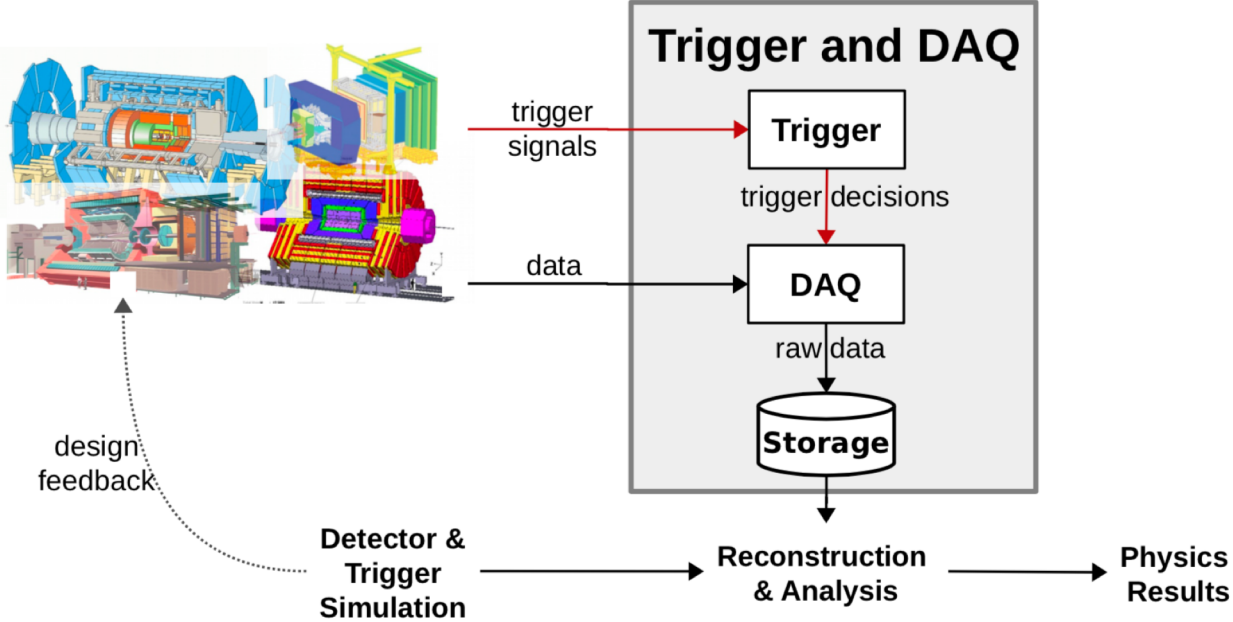 Trigger and DAQ
trigger
signals
Trigger
trigger decisions
data
DAQ
raw data
Storage
design
feedback
Detector &
Trigger
Simulation
Reconstruction
& Analysis
Physics
Results